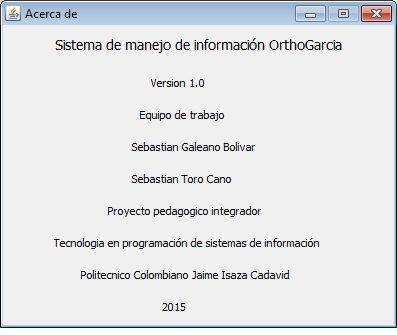 Acerca de
Sistema de manejo de información OrthoGarcia
Version 1.0
Equipo de trabajo
Sebastian Galeano Bolivar
Sebastian Toro Cano
Proyecto pedagogico integrador
Tecnologia en programación de sistemas de información
Politecnico Colombiano Jaime Isaza Cadavid
2015